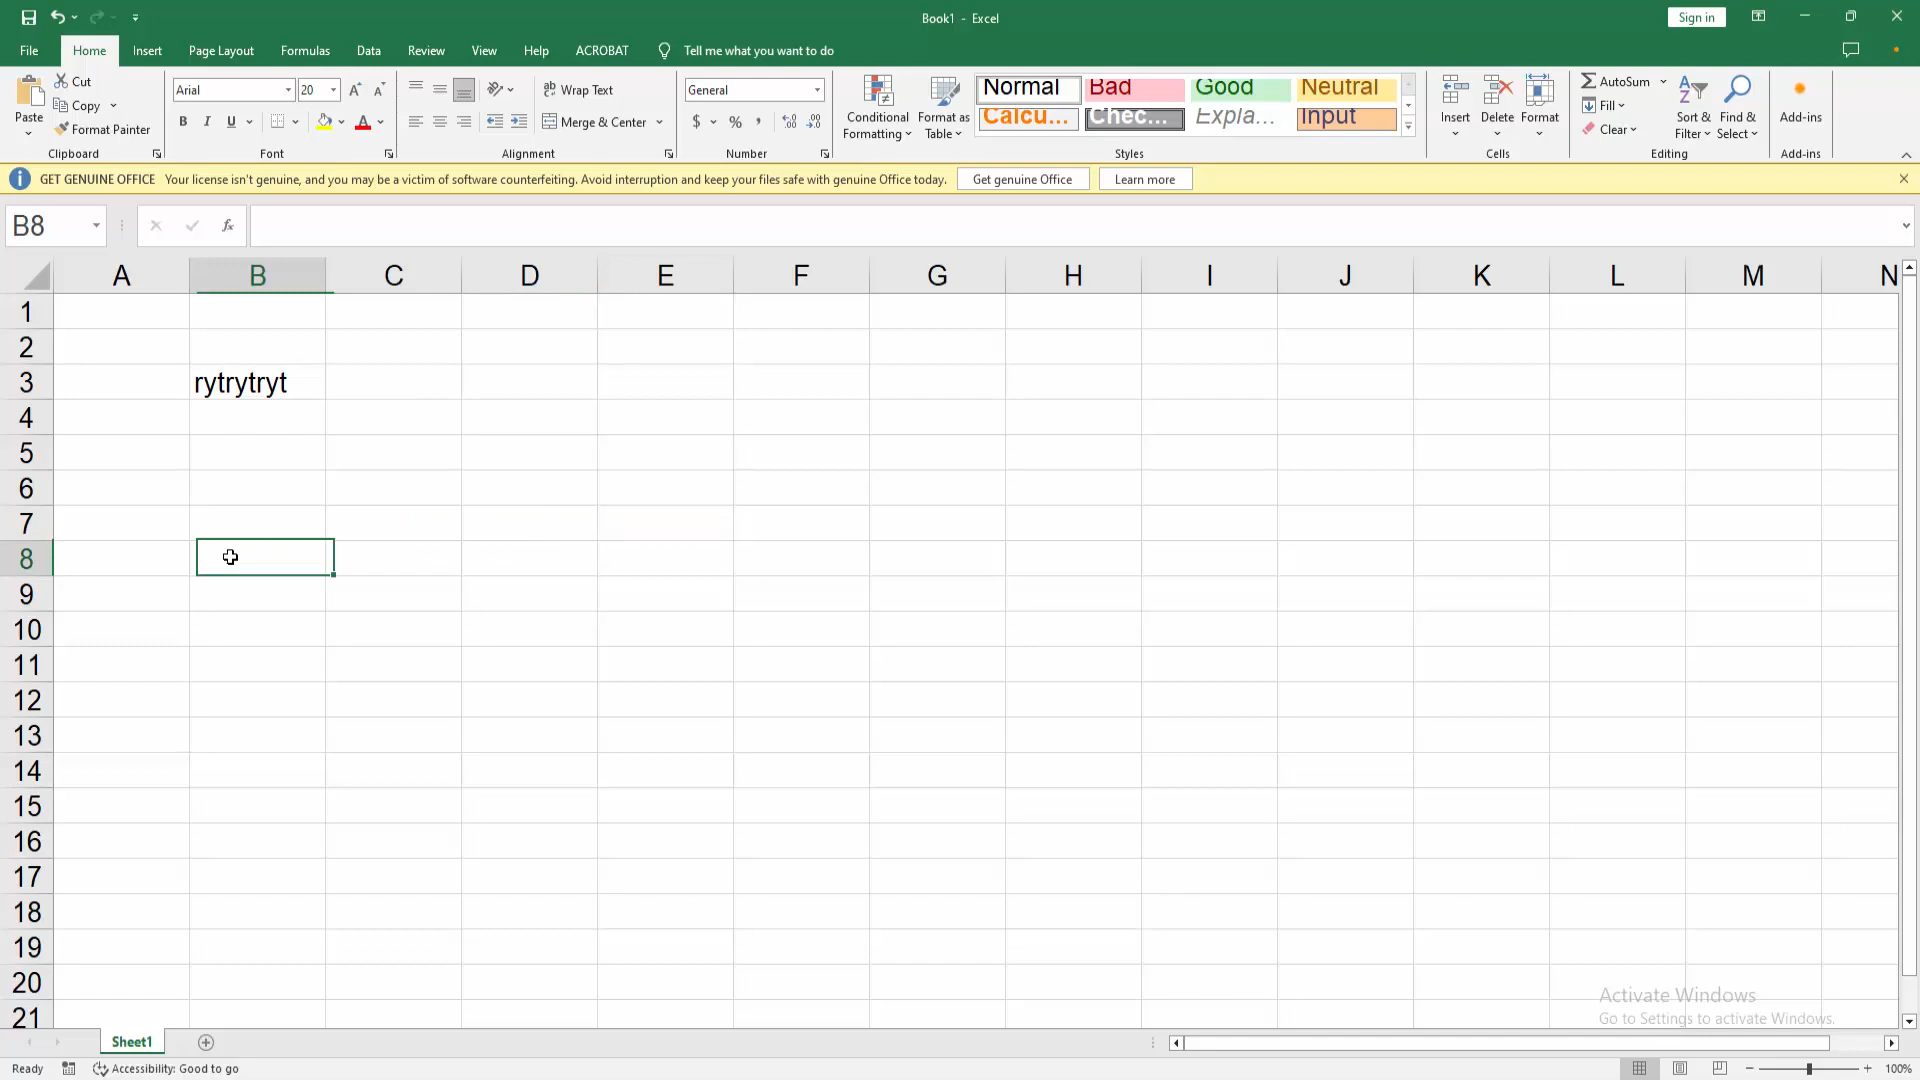 Book1 - Excel
Sign in
File Home Insert Page Layout Formulas Data Review View Help ACROBAT Tell me what you want to do
Paste
Cut
Copy
Format Painter
Clipboard
Arial 20
B I U
Font
Wrap Text
Merge & Center
Alignment
General
$ % ,
Number
Conditional Formatting
Format as Table
Normal Bad Good Neutral
Calcu... Chec... Expla... Input
Styles
Insert Delete Format
Cells
AutoSum
Fill
Clear
Sort & Filter
Find & Select
Editing
Add-ins
Add-ins
GET GENUINE OFFICE Your license isn't genuine, and you may be a victim of software counterfeiting. Avoid interruption and keep your files safe with genuine Office today. Get genuine Office Learn more
B8 fx
A B C D E F G H I J K L M N
1
2
3 rytrytryt
4
5
6
7
8
9
10
11
12
13
14
15
16
17
18
19
20
21
Activate Windows
Go to Settings to activate Windows.
Sheet1
Ready Accessibility: Good to go 100%